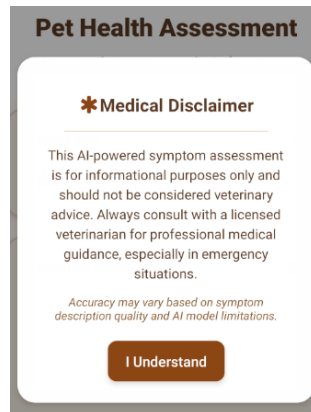 Pet Health Assessment
Medical Disclaimer
This AI-powered symptom assessment
is for informational purposes only and
should not be considered veterinary
advice. Always consult with a licensed
veterinarian for professional medical
guidance, especially in emergency
situations.
Accuracy may vary based on symptom
description quality and AI model limitations.
I Understand